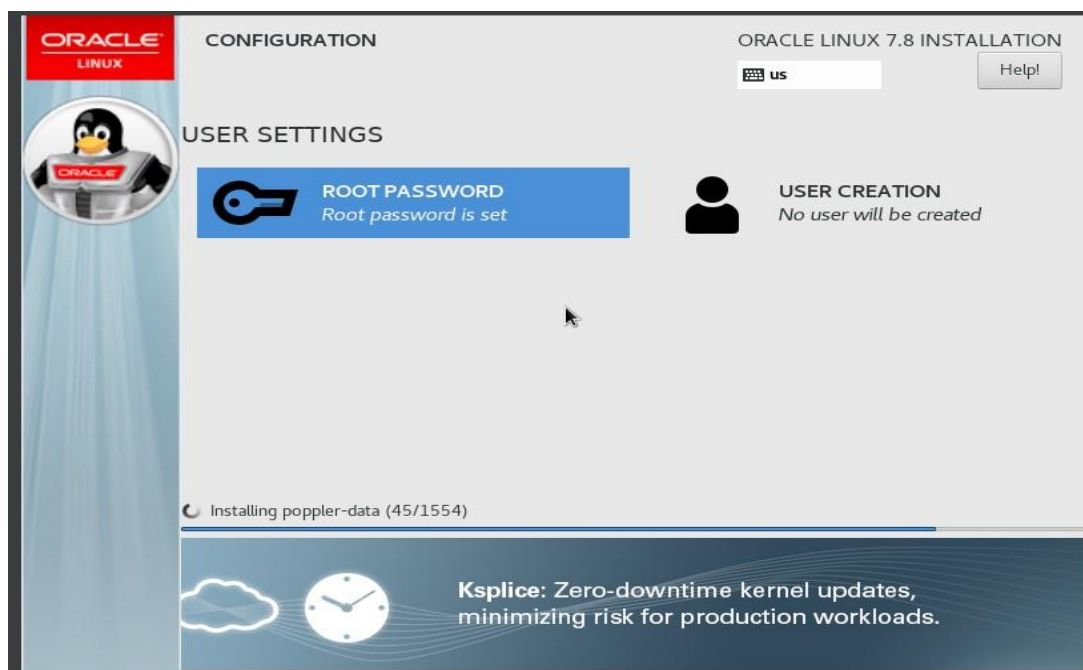 ORACLE
LINUX
CONFIGURATION
ORACLE LINUX 7.8 INSTALLATION
us
Help!
ORACLE
USER SETTINGS
ROOT PASSWORD
Root password is set
USER CREATION
No user will be created
Installing poppler-data (45/1554)
Ksplice: Zero-downtime kernel updates,
minimizing risk for production workloads.